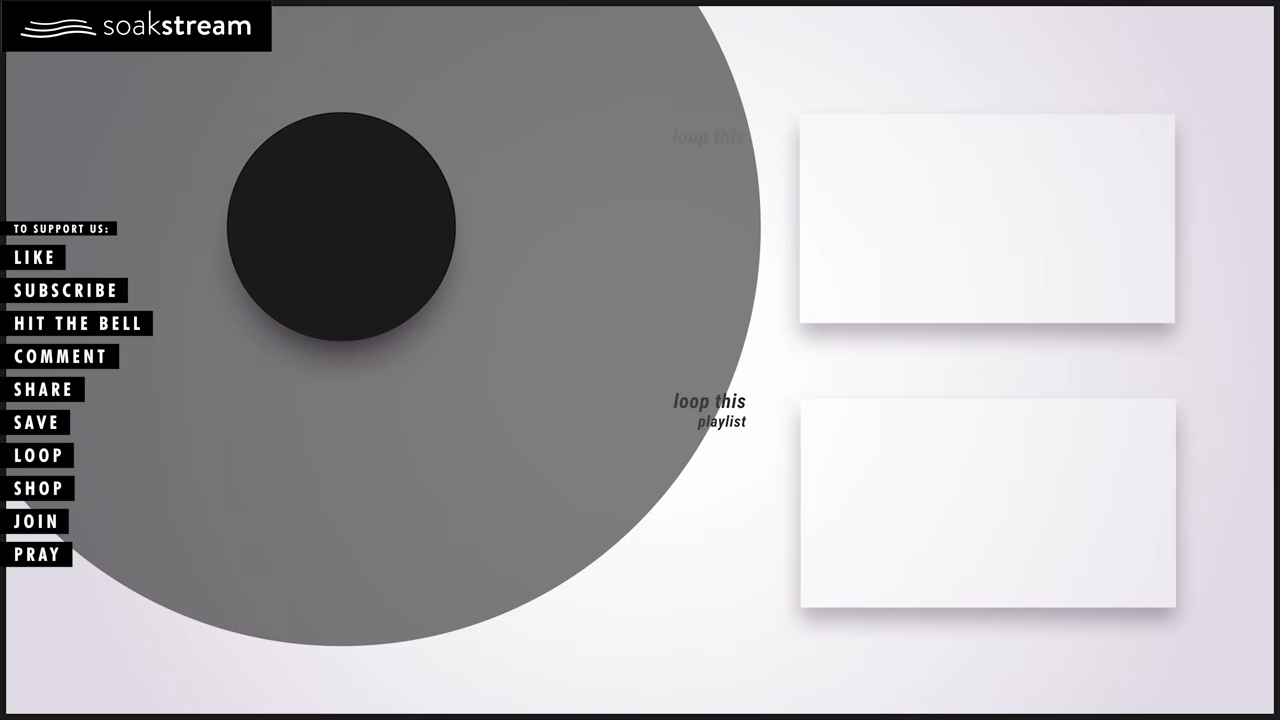 soakstream
loop this
TO SUPPORT US:
LIKE
SUBSCRIBE
HIT THE BELL
COMMENT
SHARE
SAVE
LOOP
SHOP
JOIN
PRAY
loop this
playlist